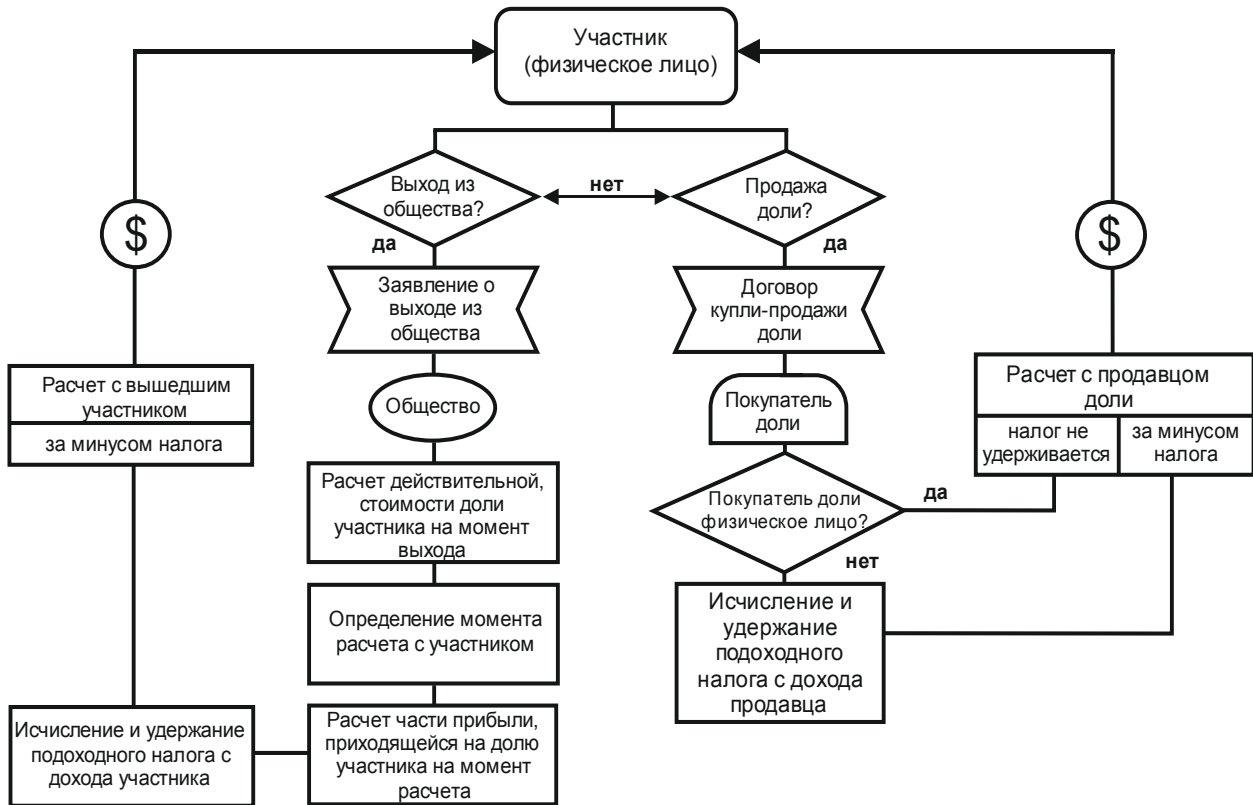 Участник
(физическое лицо)
Выход из
общества?
нет
Продажа
доли?
да
да
$
$
Заявление о
выходе из
общества
Договор
купли-продажи
доли
Расчет с вышедшим
участником
за минусом налога
Общество
Покупатель
доли
Расчет с продавцом
доли
налог не
удерживается
за минусом
налога
Расчет действительной,
стоимости доли
участника на момент
выхода
Покупатель доли
физическое лицо?
да
нет
Определение момента
расчета с участником
Исчисление и
удержание
подоходного
налога с дохода
продавца
Исчисление и удержание
подоходного налога с
дохода участника
Расчет части прибыли,
приходящейся на долю
участника на момент
расчета